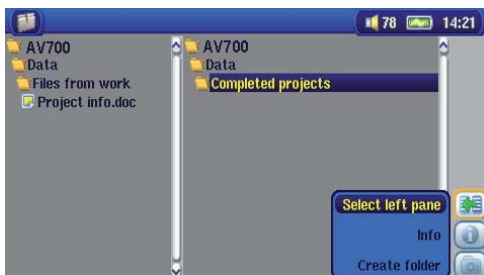 78 14:21
AV700
Data
Files from work
Project info.doc
AV700
Data
Completed projects
Select left pane
Info
Create folder